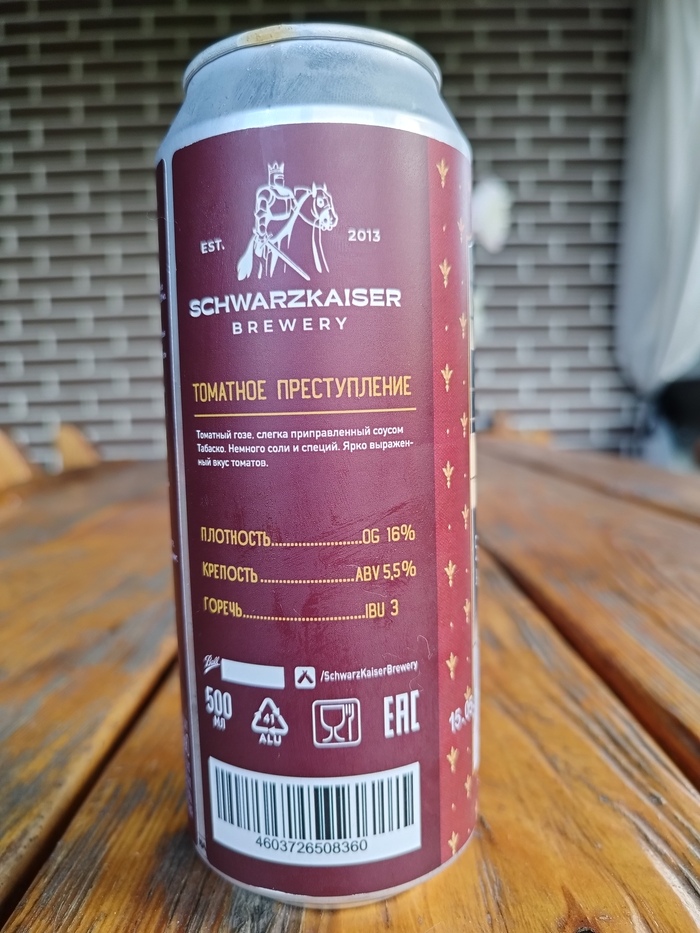 EST. 2013
SCHWARZKAISER
BREWERY
ТОМАТНОЕ ПРЕСТУПЛЕНИЕ
Томатный гозе, слегка приправленный соусом
Табаско. Немного соли и специй. Ярко выражен-
ный вкус томатов.
ПЛОТНОСТЬ..............................OG 16%
КРЕПОСТЬ..............................ABV 5,5%
ГОРЕЧЬ..............................IBU 3
Ball /SchwarzKaiserBrewery
500
МЛ
41
ALU
EAC
4603726508360